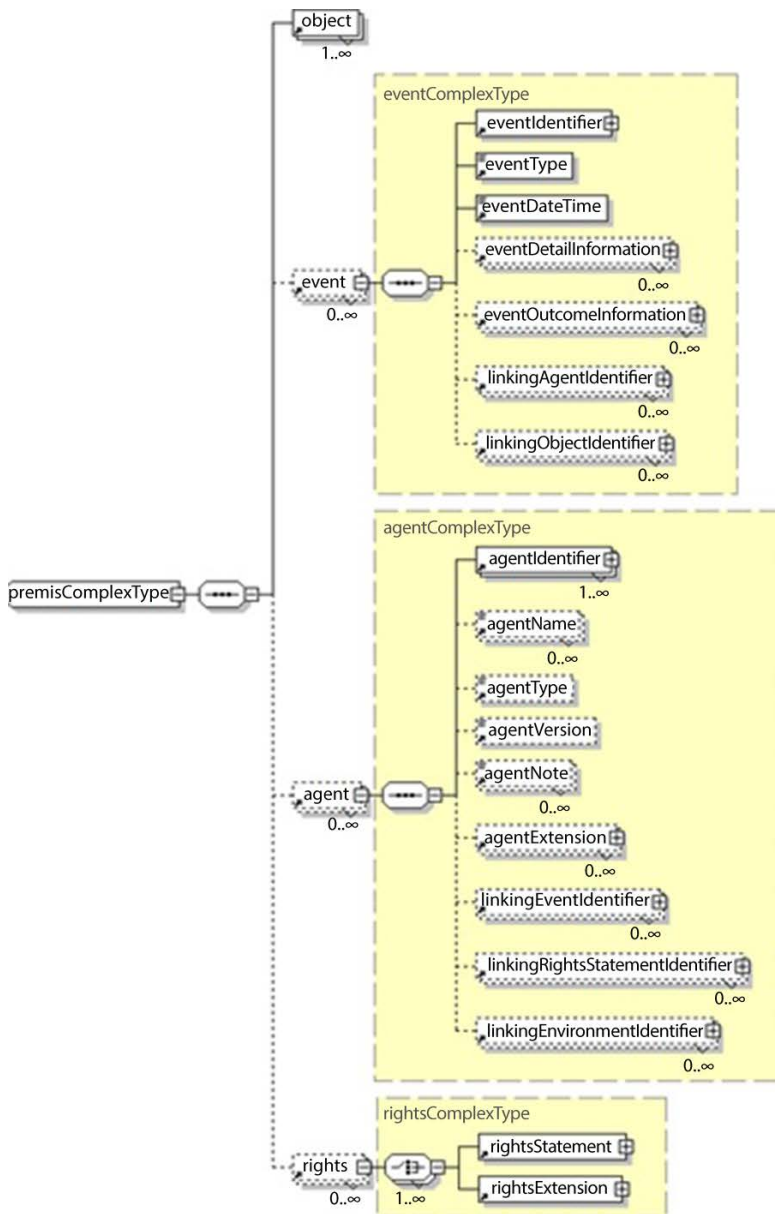 object
1..∞
eventComplexType
eventIdentifier
eventType
eventDateTime
eventDetailInformation
0..∞
event
0..∞
eventOutcomeInformation
0..∞
linkingAgentIdentifier
0..∞
linkingObjectIdentifier
0..∞
premisComplexType
agentComplexType
agentIdentifier
1..∞
agentName
0..∞
agentType
agentVersion
agentNote
0..∞
agent
0..∞
agentExtension
0..∞
linkingEventIdentifier
0..∞
linkingRightsStatementIdentifier
0..∞
linkingEnvironmentIdentifier
0..∞
rightsComplexType
rights
0..∞
1..∞
rightsStatement
rightsExtension